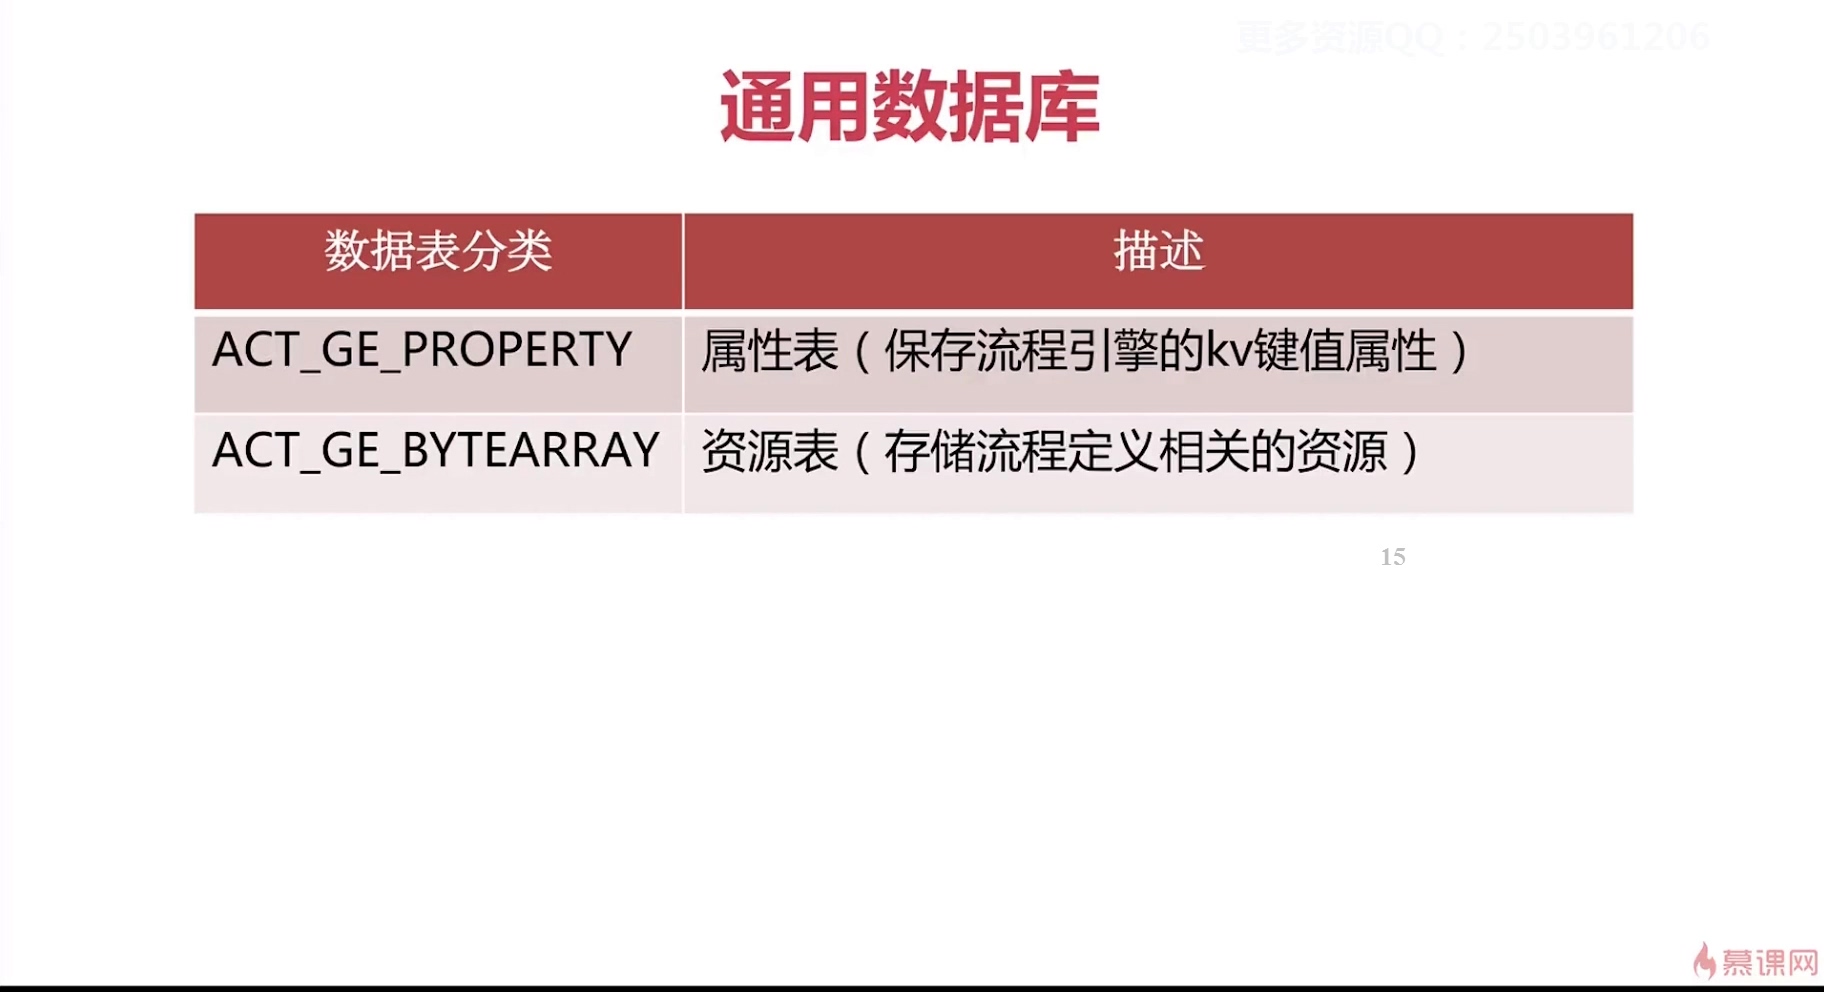 更多资源QQ：2503961206
通用数据库
数据表分类 描述
ACT_GE_PROPERTY 属性表（保存流程引擎的kv键值属性）
ACT_GE_BYTEARRAY 资源表（存储流程定义相关的资源）
15
慕课网